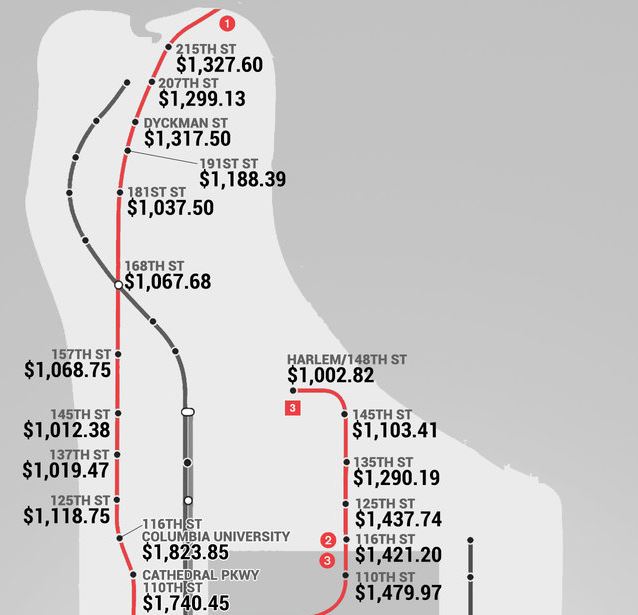 1
215TH ST
$1,327.60
207TH ST
$1,299.13
DYCKMAN ST
$1,317.50
191ST ST
$1,188.39
181ST ST
$1,037.50
168TH ST
$1,067.68
157TH ST
$1,068.75
HARLEM/148TH ST
$1,002.82
3
145TH ST
$1,012.38
145TH ST
$1,103.41
137TH ST
$1,019.47
135TH ST
$1,290.19
125TH ST
$1,118.75
125TH ST
$1,437.74
116TH ST
COLUMBIA UNIVERSITY
$1,823.85
2
116TH ST
$1,421.20
3
CATHEDRAL PKWY
110TH ST
$1,740.45
110TH ST
$1,479.97